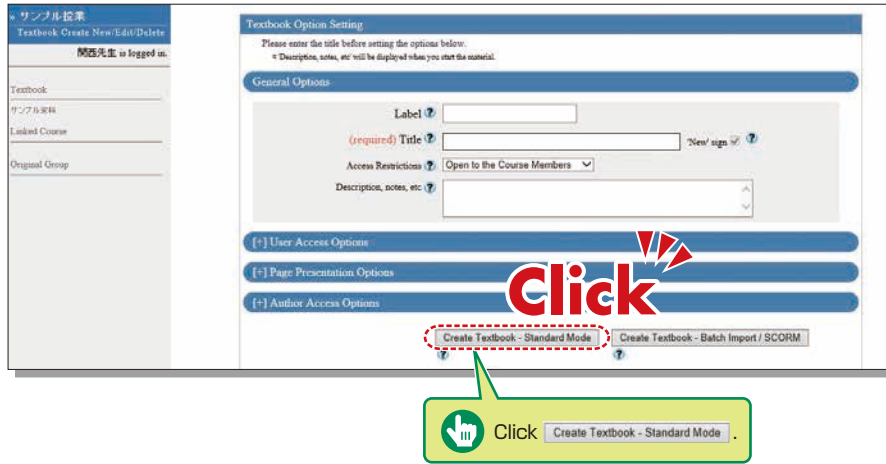 » サンプル授業
Textbook Create New/Edit/Delete
関西先生 is logged in.
Textbook
サンプル資料
Linked Course
Original Group
Textbook Option Setting
Please enter the title before setting the options below.
※ 'Description, notes, etc' will be displayed when you start the material.
General Options
Label ?
(required) Title ? 'New' sign ?
Access Restrictions ? Open to the Course Members
Description, notes, etc ?
[+] User Access Options
[+] Page Presentation Options
[+] Author Access Options
Click
Create Textbook - Standard Mode Create Textbook - Batch Import / SCORM
? ?
Click Create Textbook - Standard Mode .